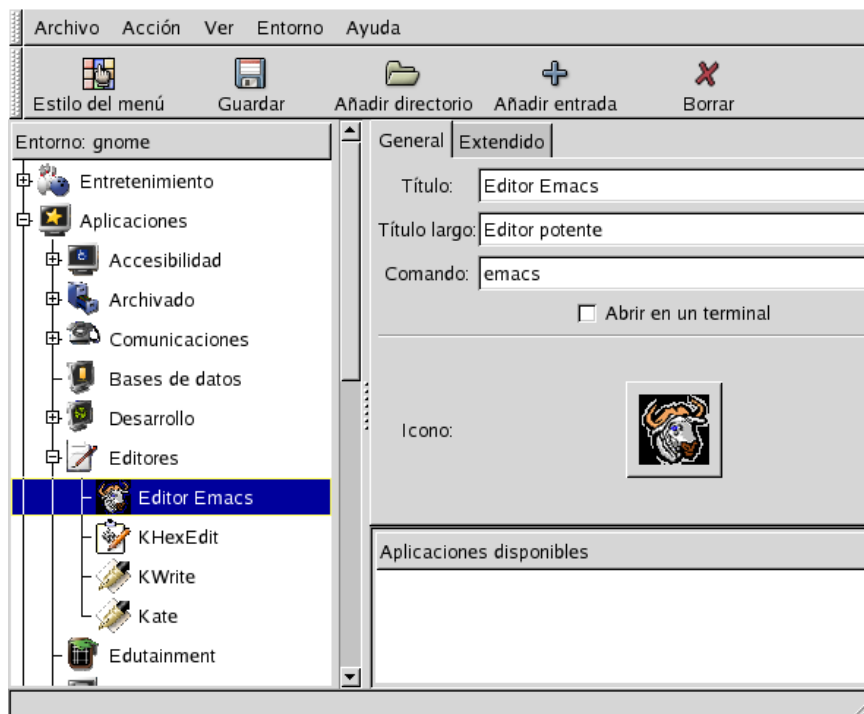 Archivo Acción Ver Entorno Ayuda
Estilo del menú Guardar Añadir directorio Añadir entrada Borrar
Entorno: gnome
Entretenimiento
Aplicaciones
Accesibilidad
Archivado
Comunicaciones
Bases de datos
Desarrollo
Editores
Editor Emacs
KHexEdit
KWrite
Kate
Edutainment
General Extendido
Título: Editor Emacs
Título largo: Editor potente
Comando: emacs
Abrir en un terminal
Icono:
Aplicaciones disponibles